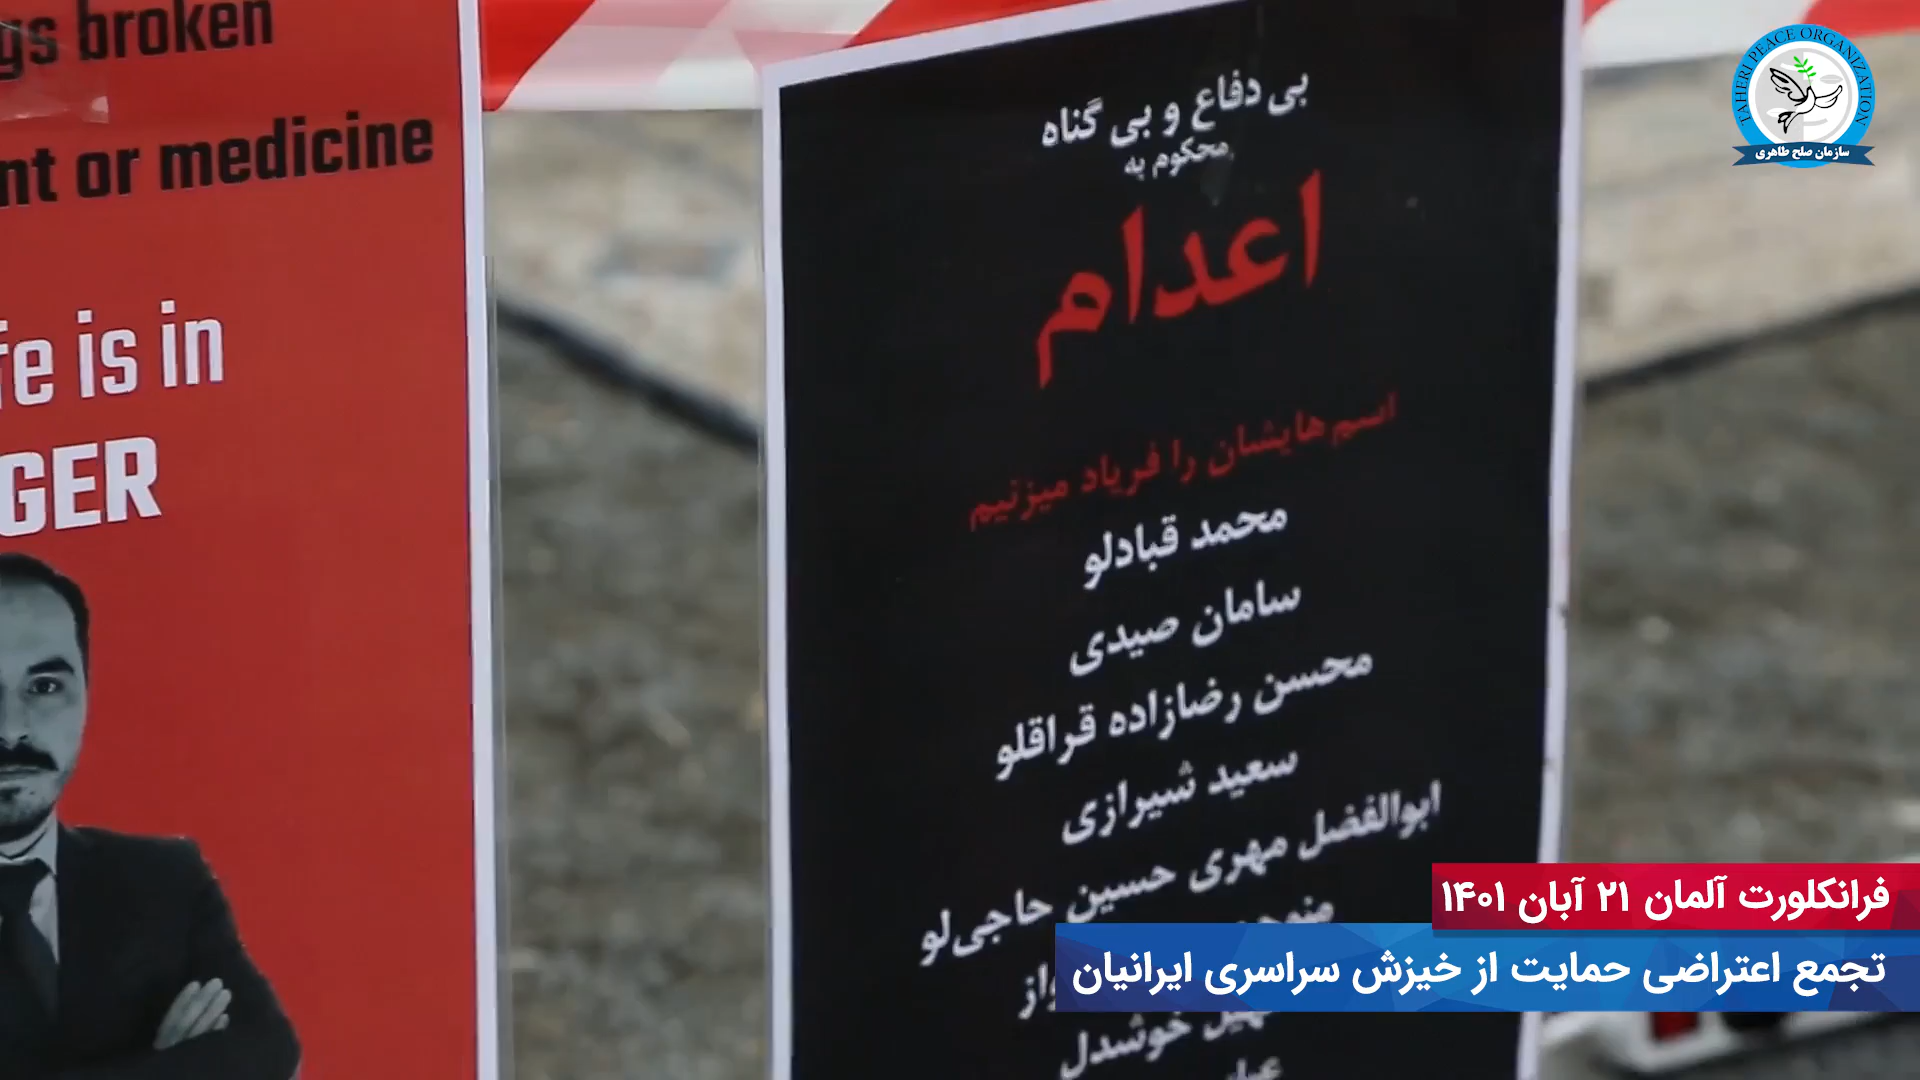 gs broken
nt or medicine
fe is in
GER
بی دفاع و بی گناه
محکوم به
اعدام
اسم هایشان را فریاد میزنیم
محمد قبادلو
سامان صیدی
محسن رضازاده قراقلو
سعید شیرازی
ابوالفضل مهری حسین حاجی‌لو
خوشدل
TAHERI PEACE ORGANIZATION
سازمان صلح طاهری
فرانکلورت آلمان ۲۱ آبان ۱۴۰۱
تجمع اعتراضی حمایت از خیزش سراسری ایرانیان